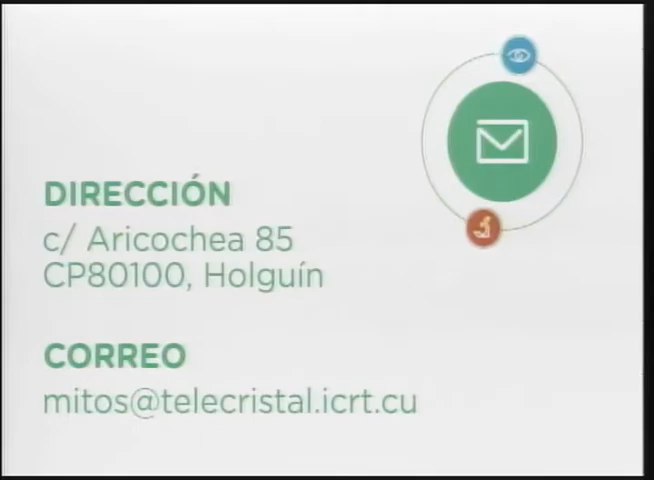 DIRECCIÓN
c/ Aricochea 85
CP80100, Holguín
CORREO
mitos@telecristal.icrt.cu